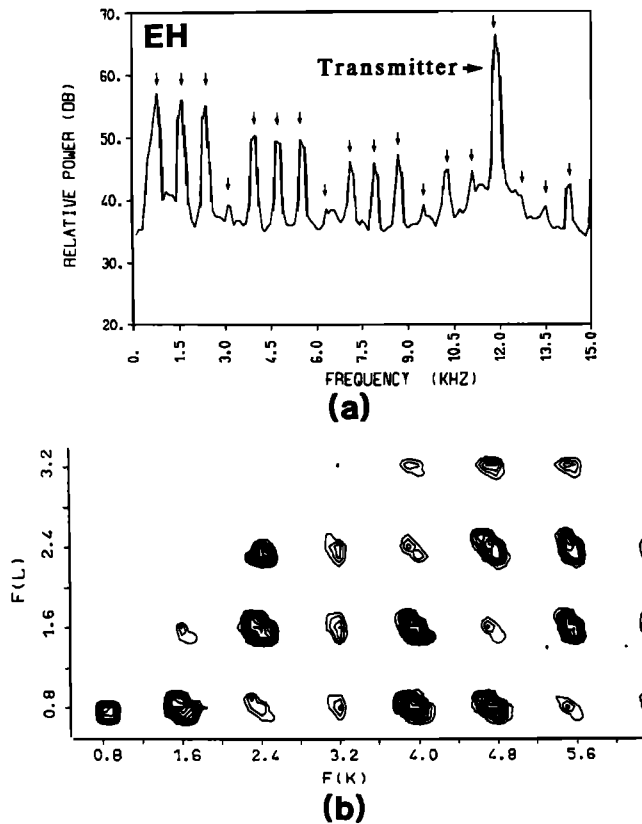 EH
Transmitter
70.
60.
50.
40.
30.
20.
RELATIVE POWER (DB)
0. 1.5 3.0 4.5 6.0 7.5 9.0 10.5 12.0 13.5 15.0
FREQUENCY (KHZ)
(a)
3.2
2.4
1.6
0.8
F(L)
0.8 1.6 2.4 3.2 4.0 4.8 5.6
F(K)
(b)